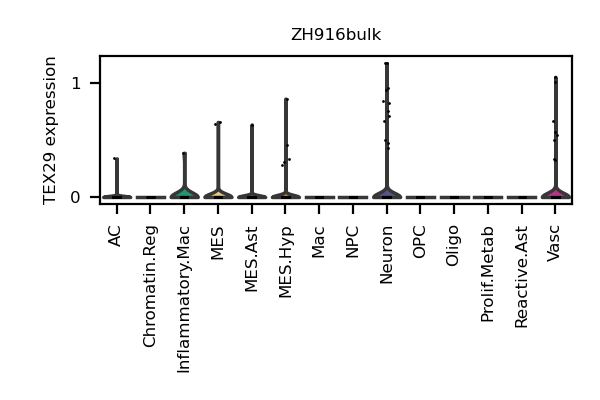 ZH916bulk
TEX29 expression
1
0
AC
Chromatin.Reg
Inflammatory.Mac
MES
MES.Ast
MES.Hyp
Mac
NPC
Neuron
OPC
Oligo
Prolif.Metab
Reactive.Ast
Vasc